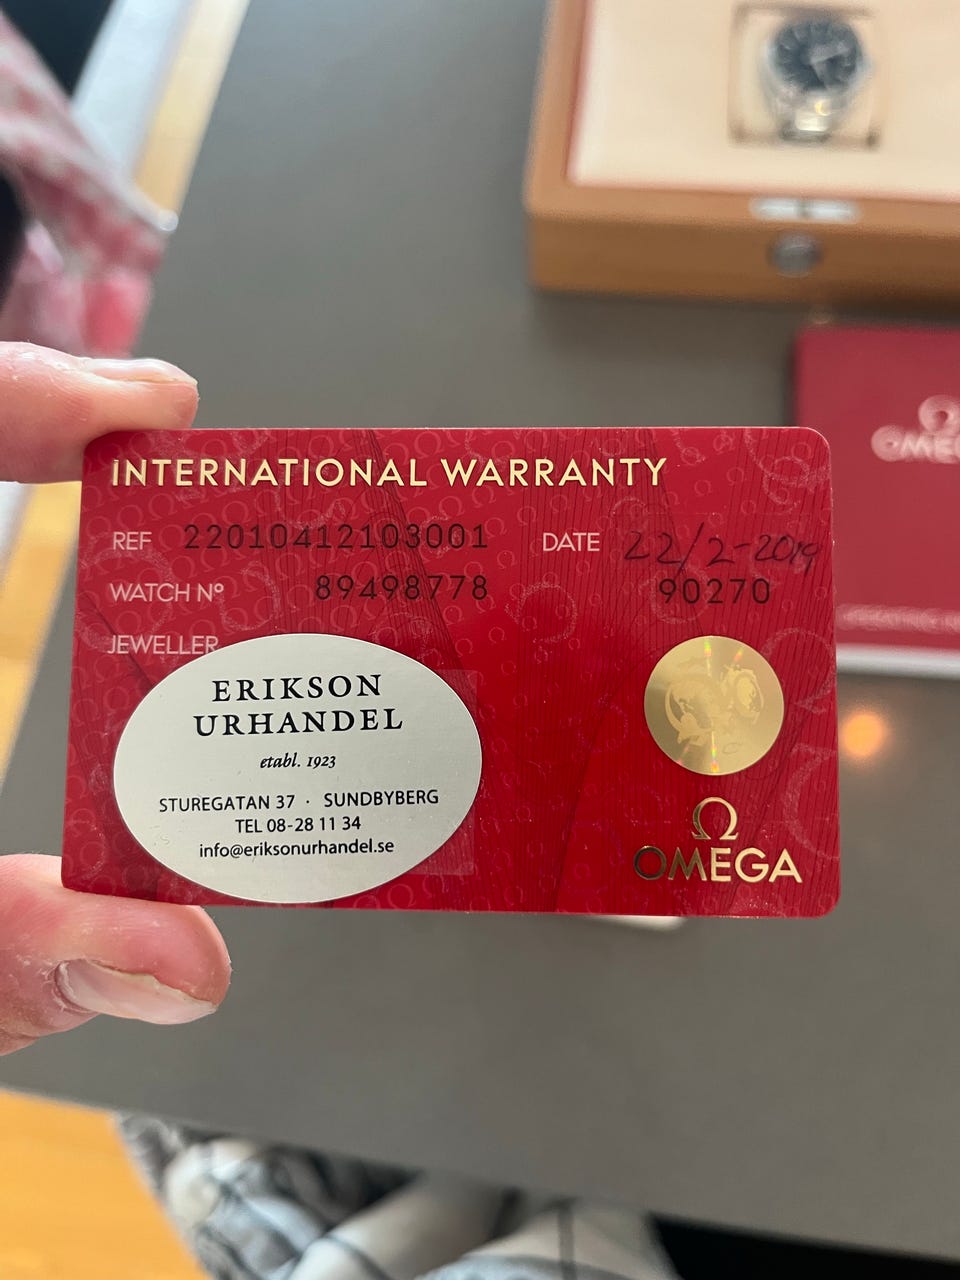 INTERNATIONAL WARRANTY
REF 22010412103001 DATE 22/2-2019
WATCH Nº 89498778 90270
JEWELLER
ERIKSON
URHANDEL
etabl. 1923
STUREGATAN 37 · SUNDBYBERG
TEL 08-28 11 34
info@eriksonurhandel.se
Ω
OMEGA
Ω